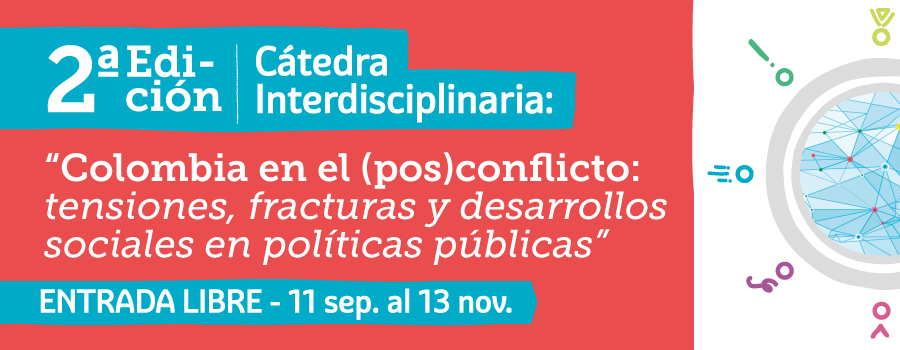 2ª Edi-
ción
Cátedra
Interdisciplinaria:
“Colombia en el (pos)conflicto:
tensiones, fracturas y desarrollos
sociales en políticas públicas”
ENTRADA LIBRE - 11 sep. al 13 nov.